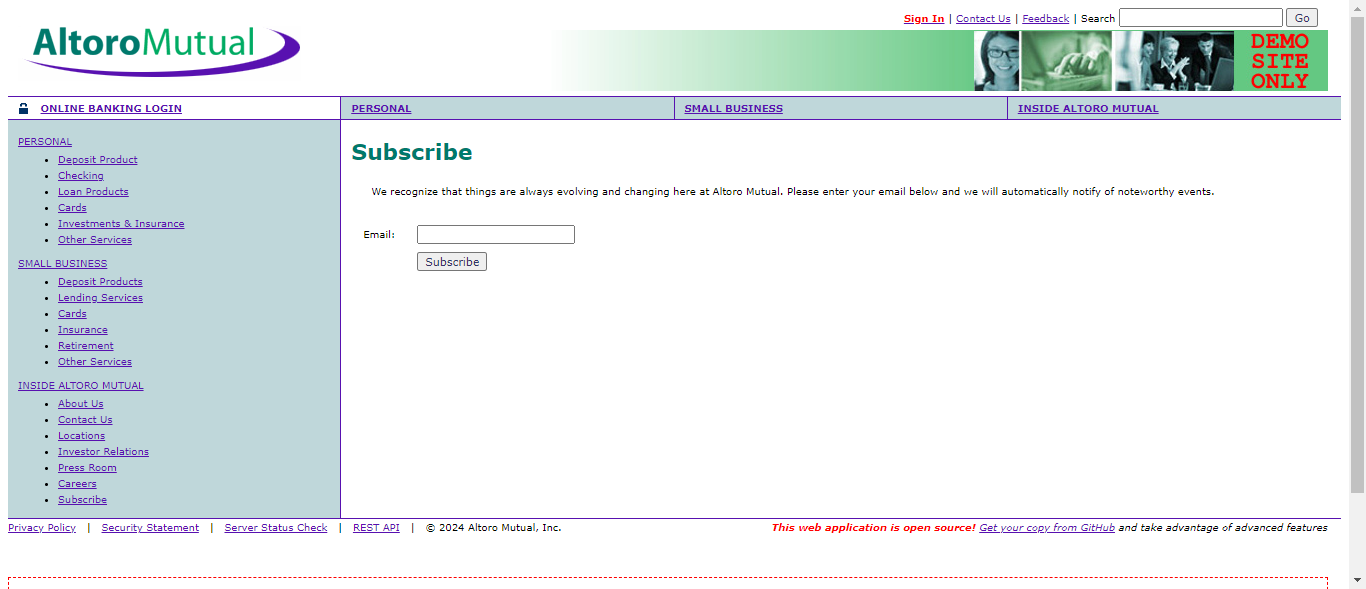 Sign In | Contact Us | Feedback | Search Go
AltoroMutual
DEMO
SITE
ONLY
ONLINE BANKING LOGIN
PERSONAL
SMALL BUSINESS
INSIDE ALTORO MUTUAL
PERSONAL
Deposit Product
Checking
Loan Products
Cards
Investments & Insurance
Other Services
SMALL BUSINESS
Deposit Products
Lending Services
Cards
Insurance
Retirement
Other Services
INSIDE ALTORO MUTUAL
About Us
Contact Us
Locations
Investor Relations
Press Room
Careers
Subscribe
Subscribe
We recognize that things are always evolving and changing here at Altoro Mutual. Please enter your email below and we will automatically notify of noteworthy events.
Email:
Subscribe
Privacy Policy | Security Statement | Server Status Check | REST API | © 2024 Altoro Mutual, Inc.
This web application is open source! Get your copy from GitHub and take advantage of advanced features